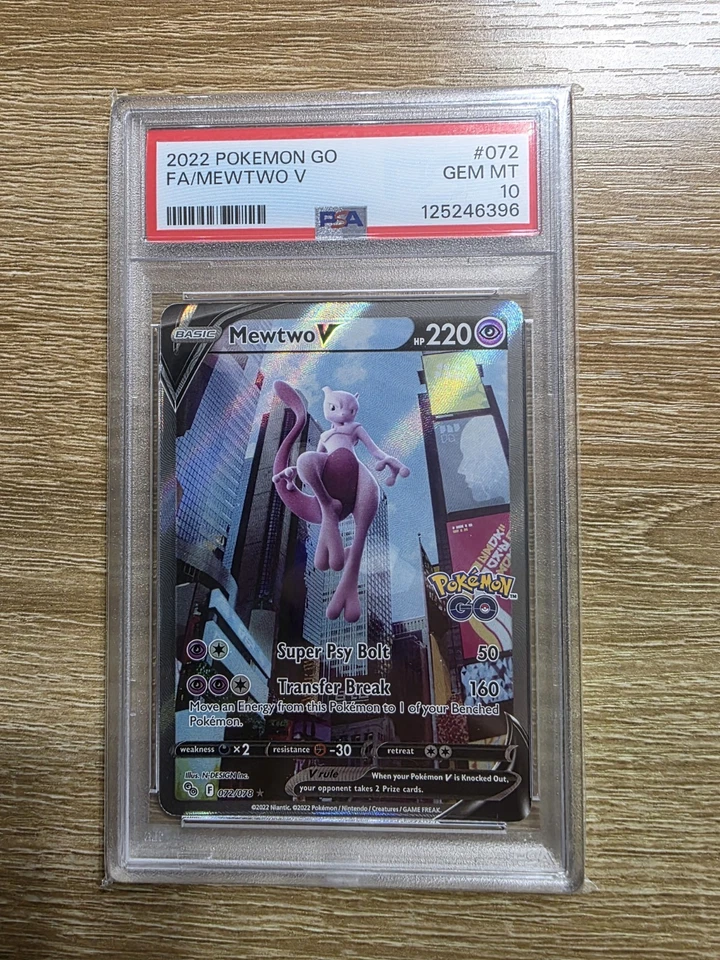 2022 POKEMON GO #072
FA/MEWTWO V GEM MT
10
125246396
PSA
BASIC Mewtwo V HP 220
Pokémon
GO
Super Psy Bolt 50
Transfer Break 160
Move an Energy from this Pokémon to 1 of your Benched
Pokémon.
weakness ×2 resistance -30 retreat
Illus. N-DESIGN Inc.
V rule When your Pokémon V is Knocked Out,
your opponent takes 2 Prize cards.
F 072/078 ★
©2022 Niantic. ©2022 Pokémon / Nintendo / Creatures / GAME FREAK.